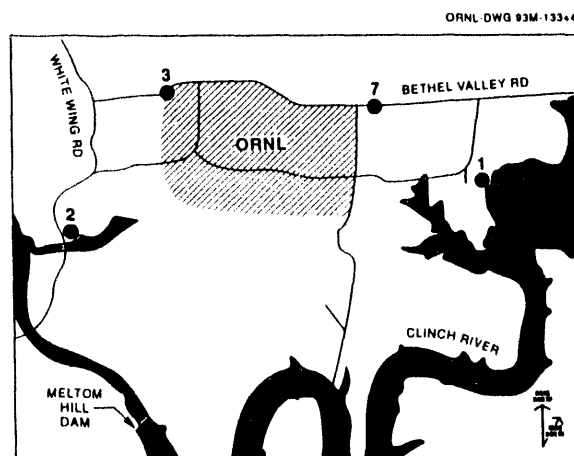 ORNL-DWG 93M-13344
3
7
BETHEL VALLEY RD
WHITE WING RD
ORNL
1
2
CLINCH RIVER
MELTOM
HILL
DAM